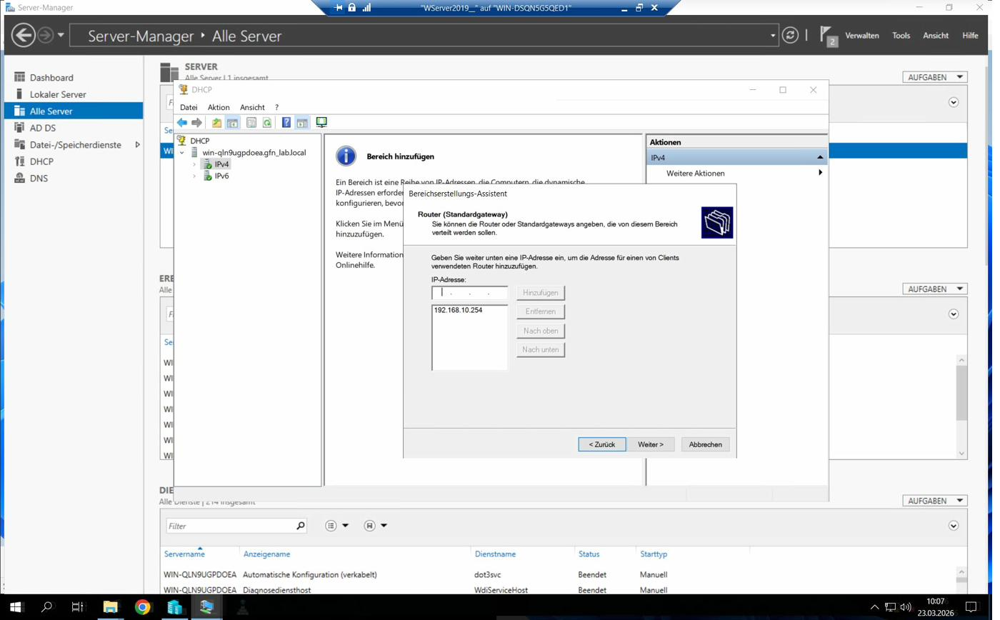 Server-Manager
"WServer2019__" auf "WIN-DSQN5G5QED1"
Server-Manager ‣ Alle Server
2
Verwalten Tools Ansicht Hilfe
Dashboard
Lokaler Server
Alle Server
AD DS
Datei-/Speicherdienste
DHCP
DNS
SERVER
Alle Server | 1 insgesamt
AUFGABEN
DHCP
Datei Aktion Ansicht ?
DHCP
win-qln9ugpdoea.gfn_lab.local
IPv4
IPv6
Bereich hinzufügen
Ein Bereich ist eine Reihe von IP-Adressen, die Computern, die dynamische
IP-Adressen erforder
konfigurieren, bevor
Klicken Sie im Menü
hinzuzufügen.
Weitere Information
Onlinehilfe.
Aktionen
IPv4
Weitere Aktionen
Bereichserstellungs-Assistent
Router (Standardgateway)
Sie können die Router oder Standardgateways angeben, die von diesem Bereich
verteilt werden sollen.
Geben Sie weiter unten eine IP-Adresse ein, um die Adresse für einen von Clients
verwendeten Router hinzuzufügen.
IP-Adresse:
. . .
Hinzufügen
192.168.10.254
Entfernen
Nach oben
Nach unten
< Zurück
Weiter >
Abbrechen
Se
WI
ERE
Alle
AUFGABEN
Fi
Se
WI
WI
WI
WI
WI
WI
WI
DIE
Alle Dienste | 214 insgesamt
AUFGABEN
Filter
Servername Anzeigename Dienstname Status Starttyp
WIN-QLN9UGPDOEA Automatische Konfiguration (verkabelt) dot3svc Beendet Manuell
WIN-QLN9UGPDOEA Diagnosediensthost WdiServiceHost Beendet Manuell
10:07
23.03.2026